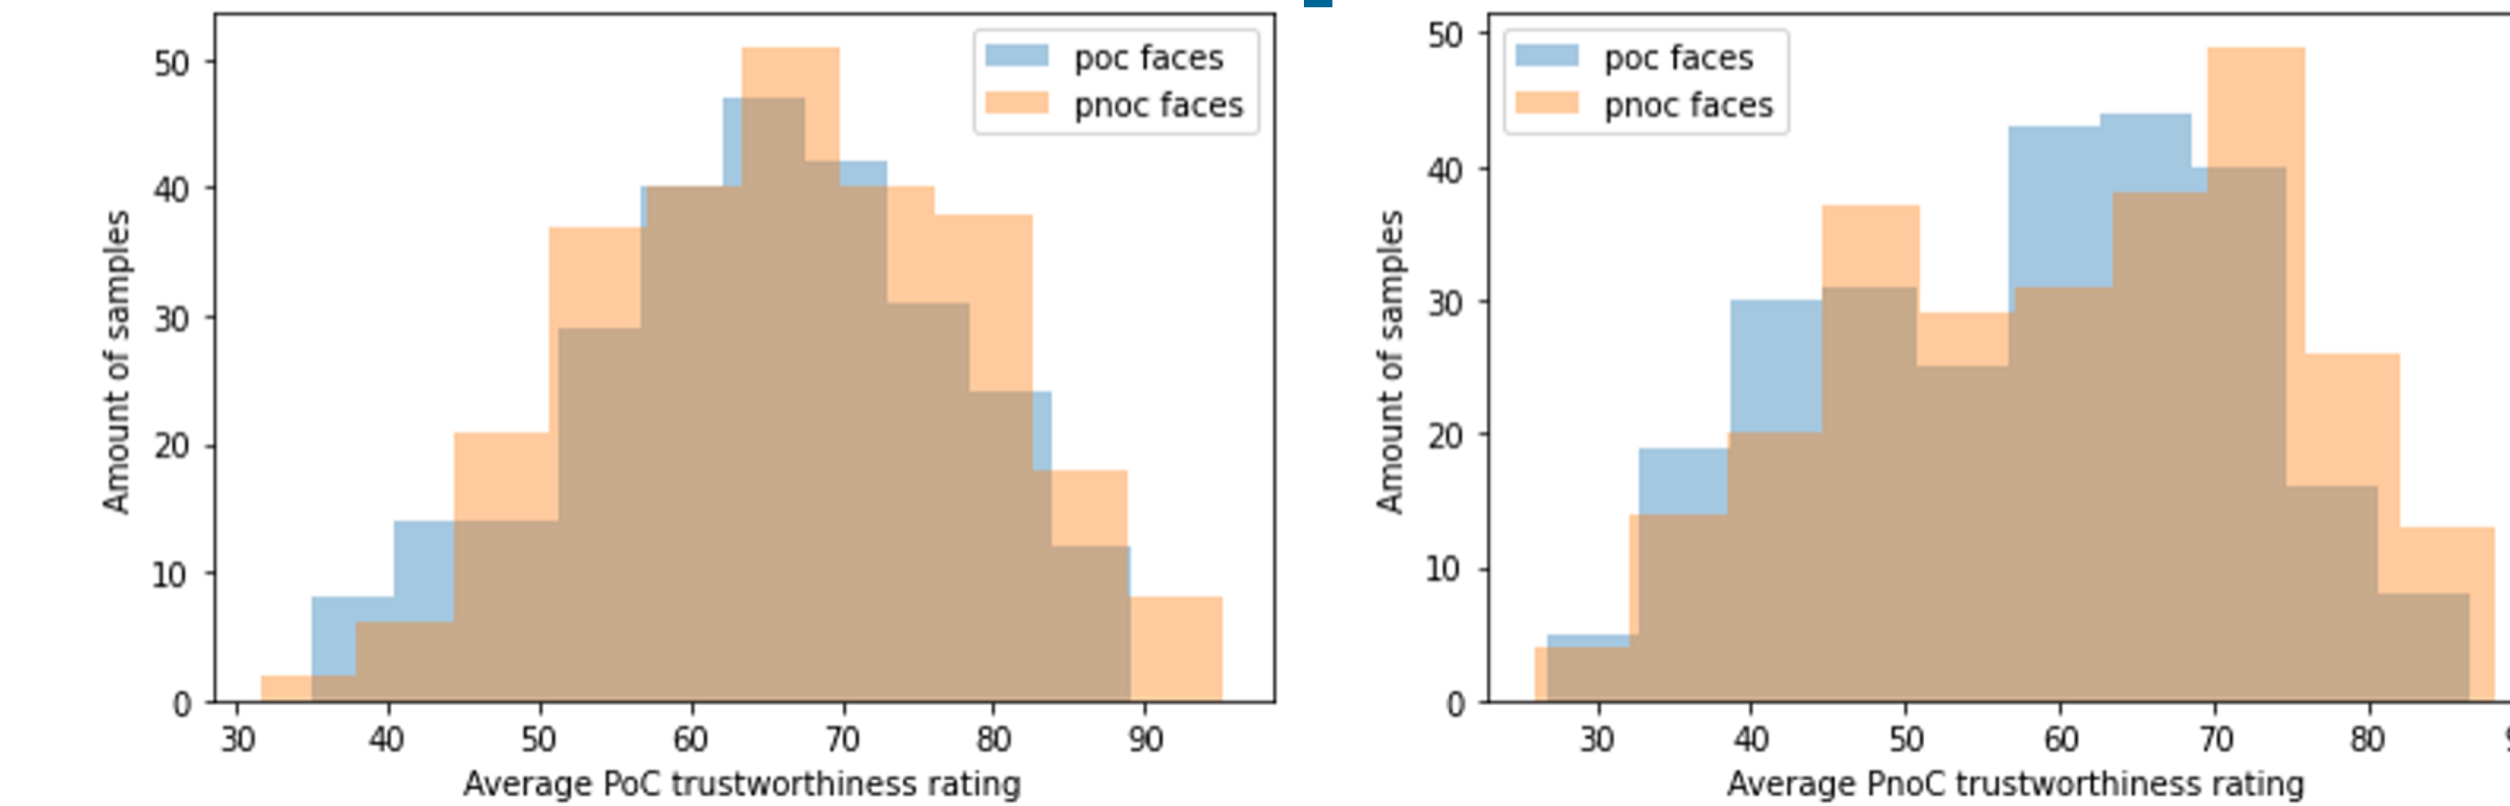 50
40
30
20
10
0
Amount of samples
poc faces
pnoc faces
30 40 50 60 70 80 90
Average PoC trustworthiness rating
50
40
30
20
10
0
Amount of samples
poc faces
pnoc faces
30 40 50 60 70 80
Average PnoC trustworthiness rating